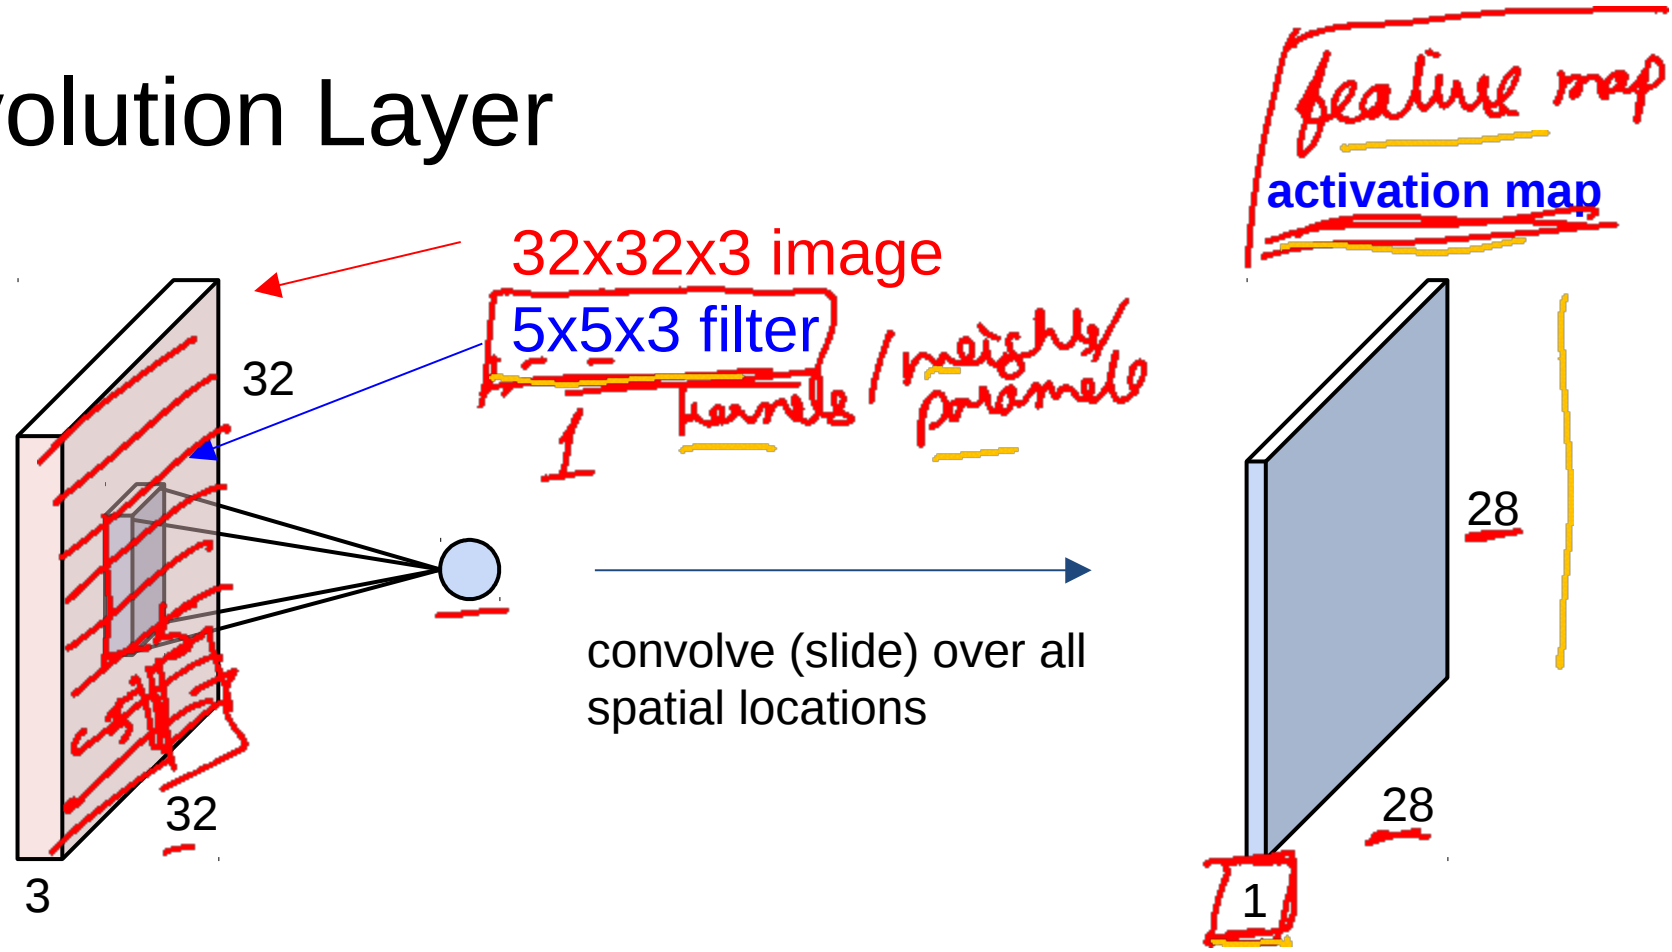 volution Layer
feature map
activation map
32x32x3 image
5x5x3 filter
/ weights/
kernels
parameto
1
32
28
convolve (slide) over all
spatial locations
32
28
3
1